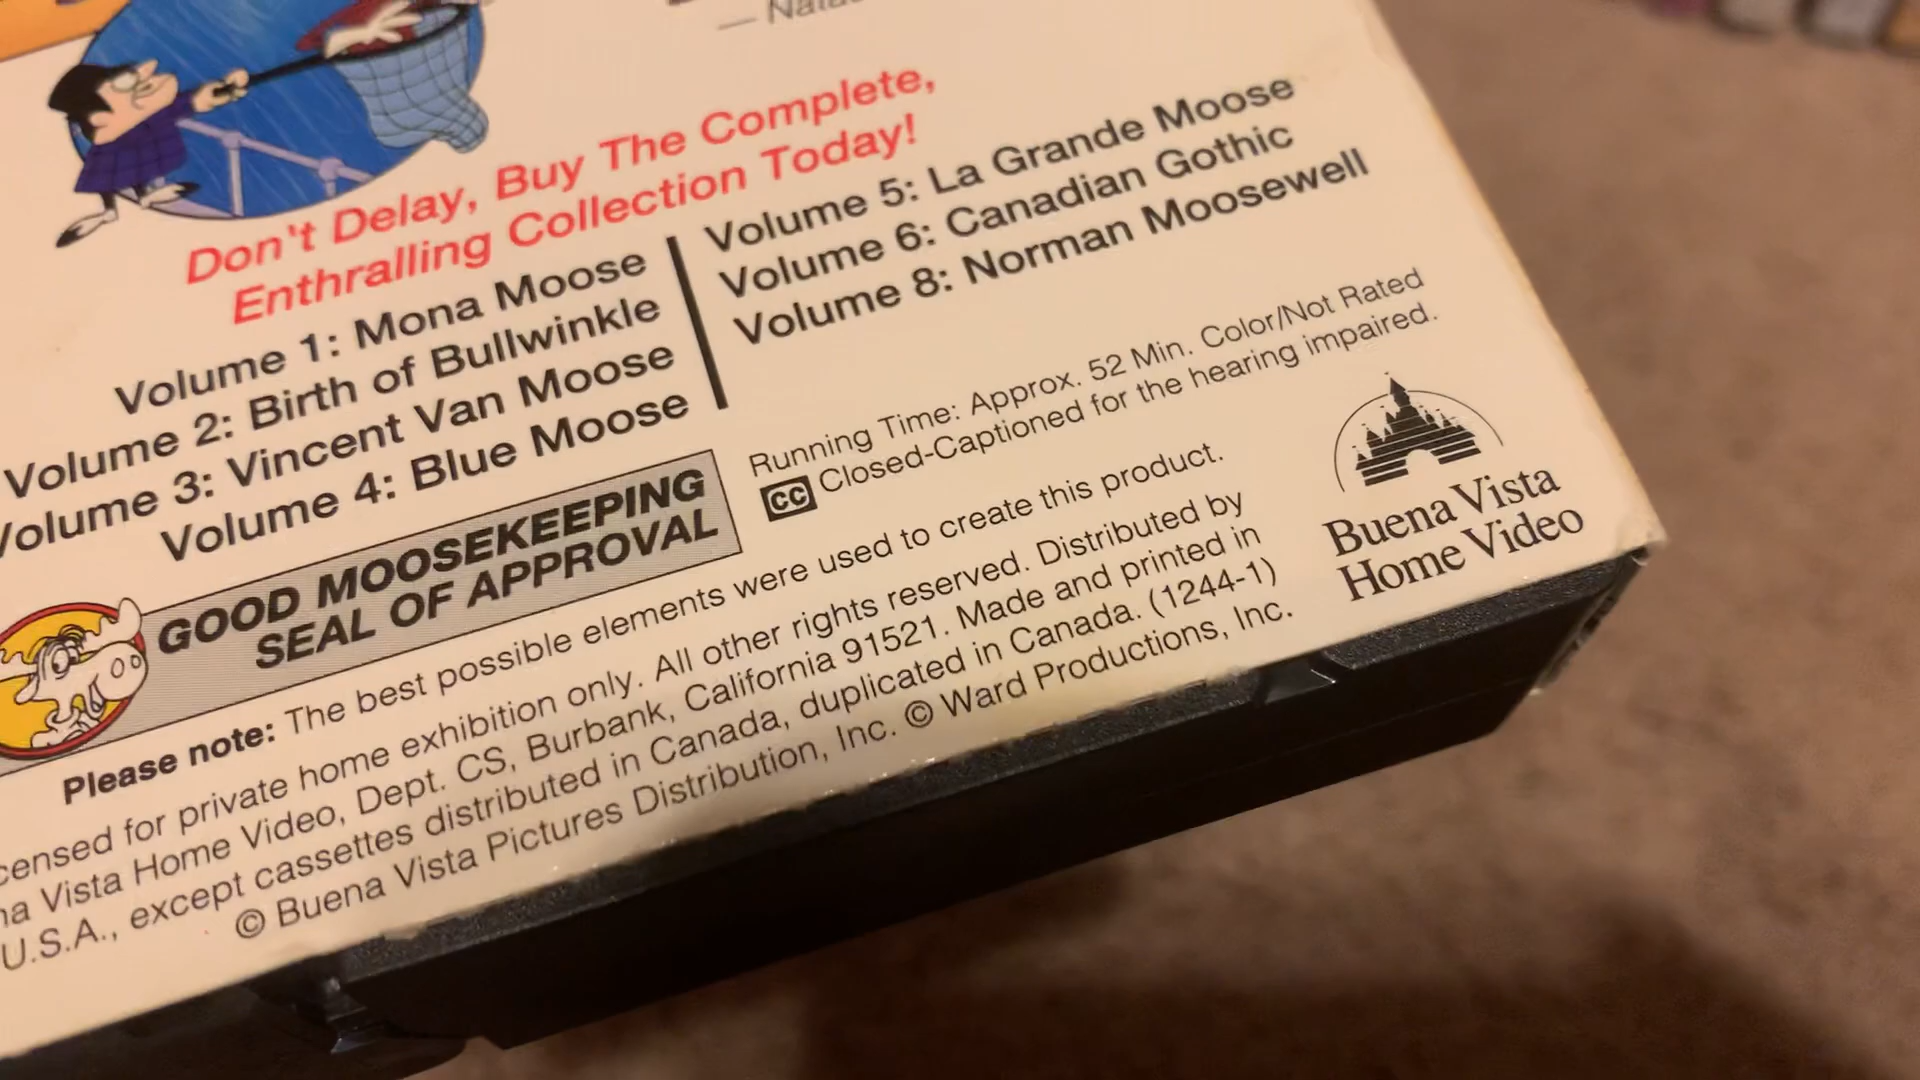 Don't Delay, Buy The Complete,
Enthralling Collection Today!
Volume 1: Mona Moose
Volume 2: Birth of Bullwinkle
Volume 3: Vincent Van Moose
Volume 4: Blue Moose
Volume 5: La Grande Moose
Volume 6: Canadian Gothic
Volume 8: Norman Moosewell
Running Time: Approx. 52 Min. Color/Not Rated
CC Closed-Captioned for the hearing impaired.
GOOD MOOSEKEEPING
SEAL OF APPROVAL
Please note: The best possible elements were used to create this product.
for private home exhibition only. All other rights reserved. Distributed by
Vista Home Video, Dept. CS, Burbank, California 91521. Made and printed in
U.S.A., except cassettes distributed in Canada, duplicated in Canada. (1244-1)
© Buena Vista Pictures Distribution, Inc. © Ward Productions, Inc.
Buena Vista
Home Video